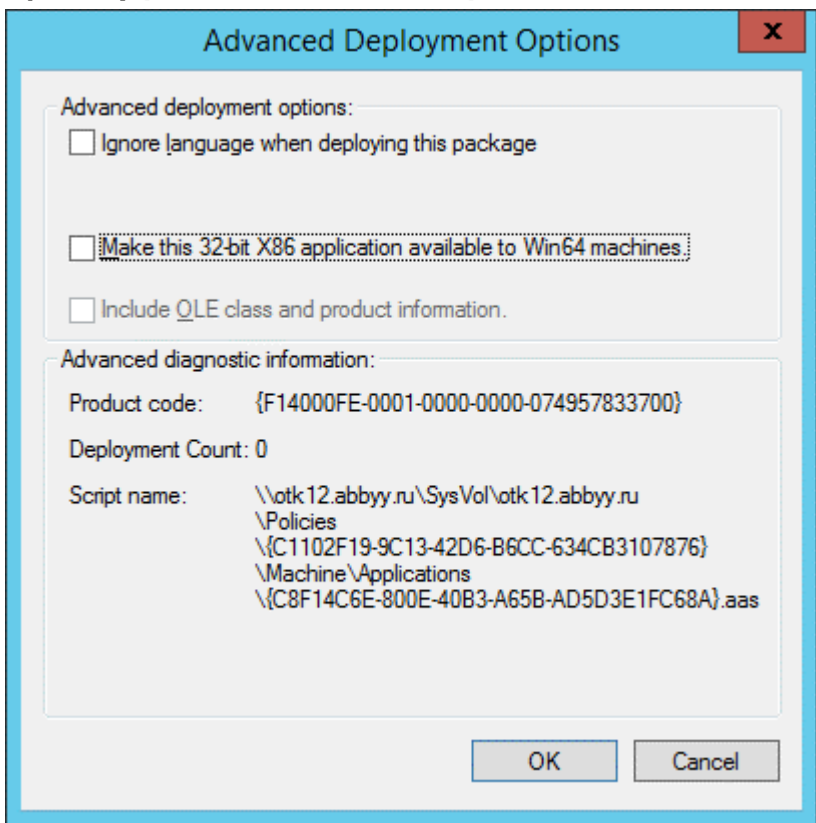 Advanced Deployment Options
x
Advanced deployment options:
Ignore language when deploying this package
Make this 32-bit X86 application available to Win64 machines.
Include OLE class and product information.
Advanced diagnostic information:
Product code: {F14000FE-0001-0000-0000-074957833700}
Deployment Count: 0
Script name: \\otk12.abbyy.ru\SysVol\otk12.abbyy.ru
\Policies
\{C1102F19-9C13-42D6-B6CC-634CB3107876}
\Machine\Applications
\{C8F14C6E-800E-40B3-A65B-AD5D3E1FC68A}.aas
OK Cancel